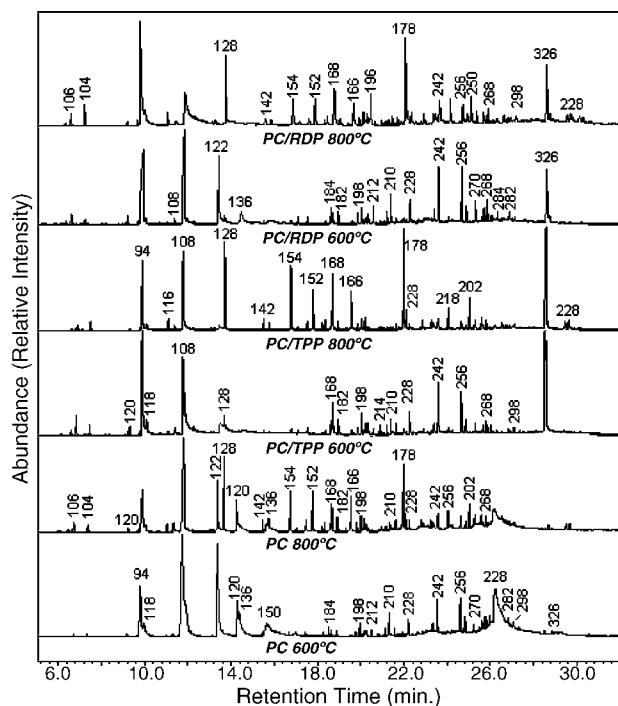 Abundance (Relative Intensity)
106 104 128 142 154 152 168 166 196 178 242 256 250 268 298 326 228
PC/RDP 800ºC
108 122 136 184 182 198 212 210 228 242 256 270 268 284 282 326
PC/RDP 600ºC
94 116 108 128 142 154 152 168 166 178 228 218 202 228
PC/TPP 800ºC
120 118 108 128 168 182 198 214 210 228 242 256 268 298
PC/TPP 600ºC
106 104 120 122 128 120 142 136 154 152 168 182 166 198 210 178 228 242 256 202 268
PC 800ºC
94 118 120 136 150 184 198 212 210 228 242 256 270 228 282 298 326
PC 600ºC
6.0 10.0 14.0 18.0 22.0 26.0 30.0
Retention Time (min.)